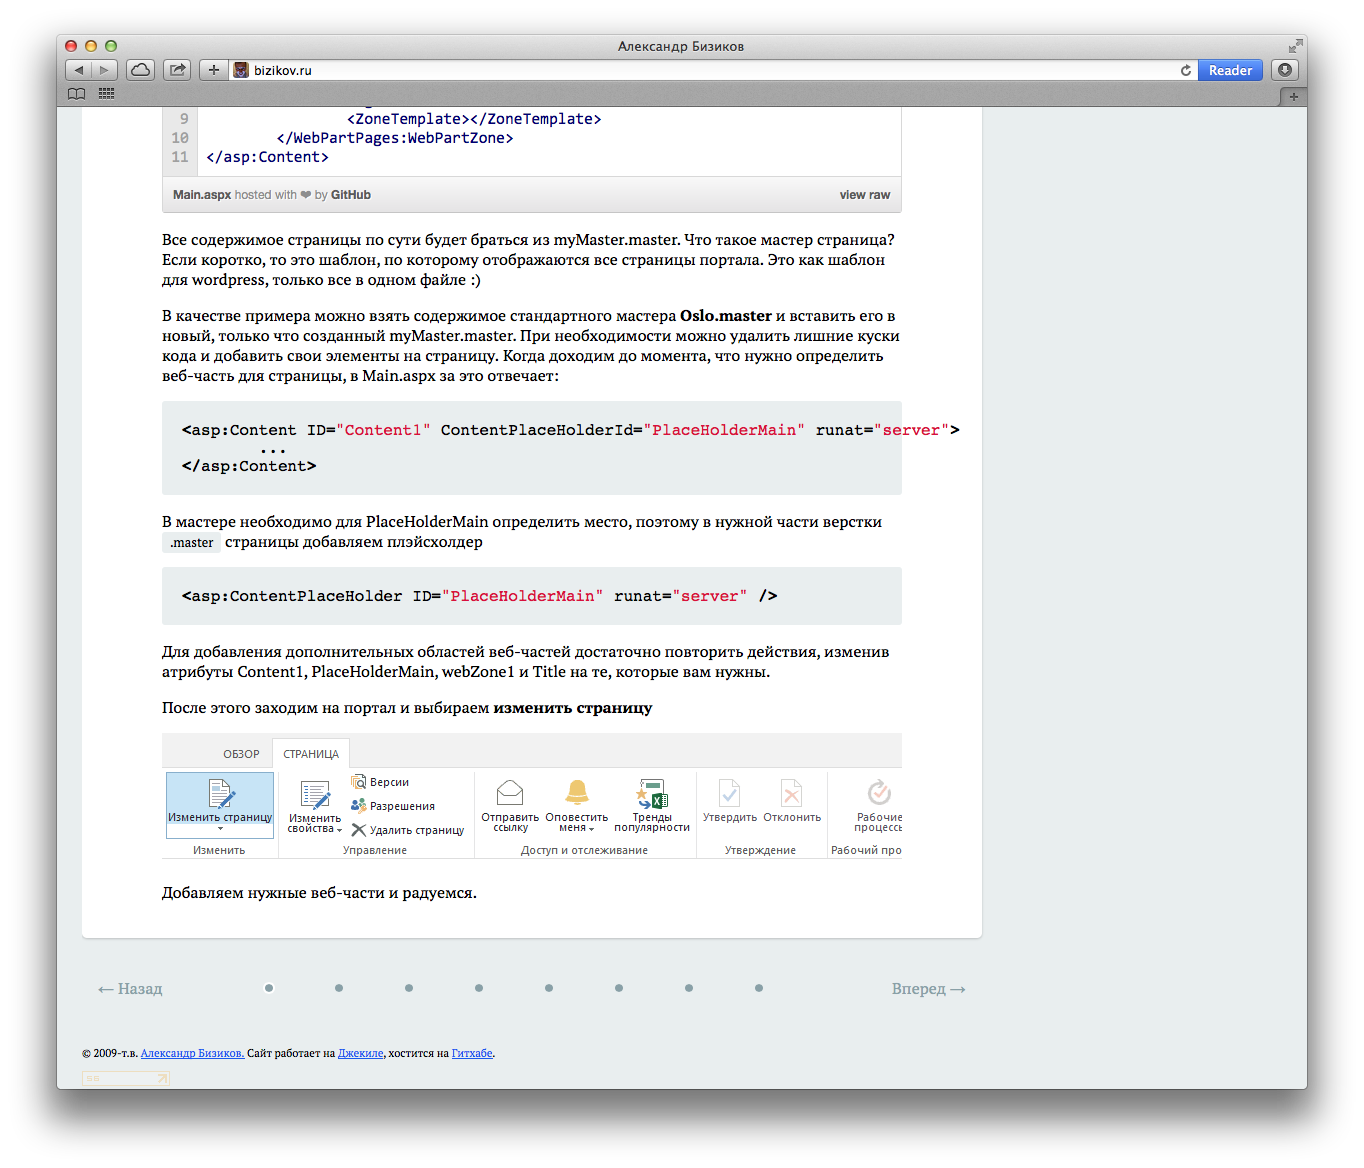 Александр Бизиков
bizikov.ru
Reader
9 <ZoneTemplate></ZoneTemplate>
10 </WebPartPages:WebPartZone>
11 </asp:Content>
Main.aspx hosted with ❤ by GitHub view raw
Все содержимое страницы по сути будет браться из myMaster.master. Что такое мастер страница?
Если коротко, то это шаблон, по которому отображаются все страницы портала. Это как шаблон
для wordpress, только все в одном файле :)
В качестве примера можно взять содержимое стандартного мастера Oslo.master и вставить его в
новый, только что созданный myMaster.master. При необходимости можно удалить лишние куски
кода и добавить свои элементы на страницу. Когда доходим до момента, что нужно определить
веб-часть для страницы, в Main.aspx за это отвечает:
<asp:Content ID="Content1" ContentPlaceHolderId="PlaceHolderMain" runat="server">
...
</asp:Content>
В мастере необходимо для PlaceHolderMain определить место, поэтому в нужной части верстки
.master страницы добавляем плэйсхолдер
<asp:ContentPlaceHolder ID="PlaceHolderMain" runat="server" />
Для добавления дополнительных областей веб-частей достаточно повторить действия, изменив
атрибуты Content1, PlaceHolderMain, webZone1 и Title на те, которые вам нужны.
После этого заходим на портал и выбираем изменить страницу
ОБЗОР СТРАНИЦА
Изменить страницу
Изменить
Изменить
свойства
Версии
Разрешения
Удалить страницу
Управление
Отправить
ссылку
Оповестить
меня
Тренды
популярности
Доступ и отслеживание
Утвердить Отклонить
Утверждение
Рабочие
процессы
Рабочий про
Добавляем нужные веб-части и радуемся.
← Назад Вперед →
© 2009-т.в. Александр Бизиков. Сайт работает на Джекиле, хостится на Гитхабе.